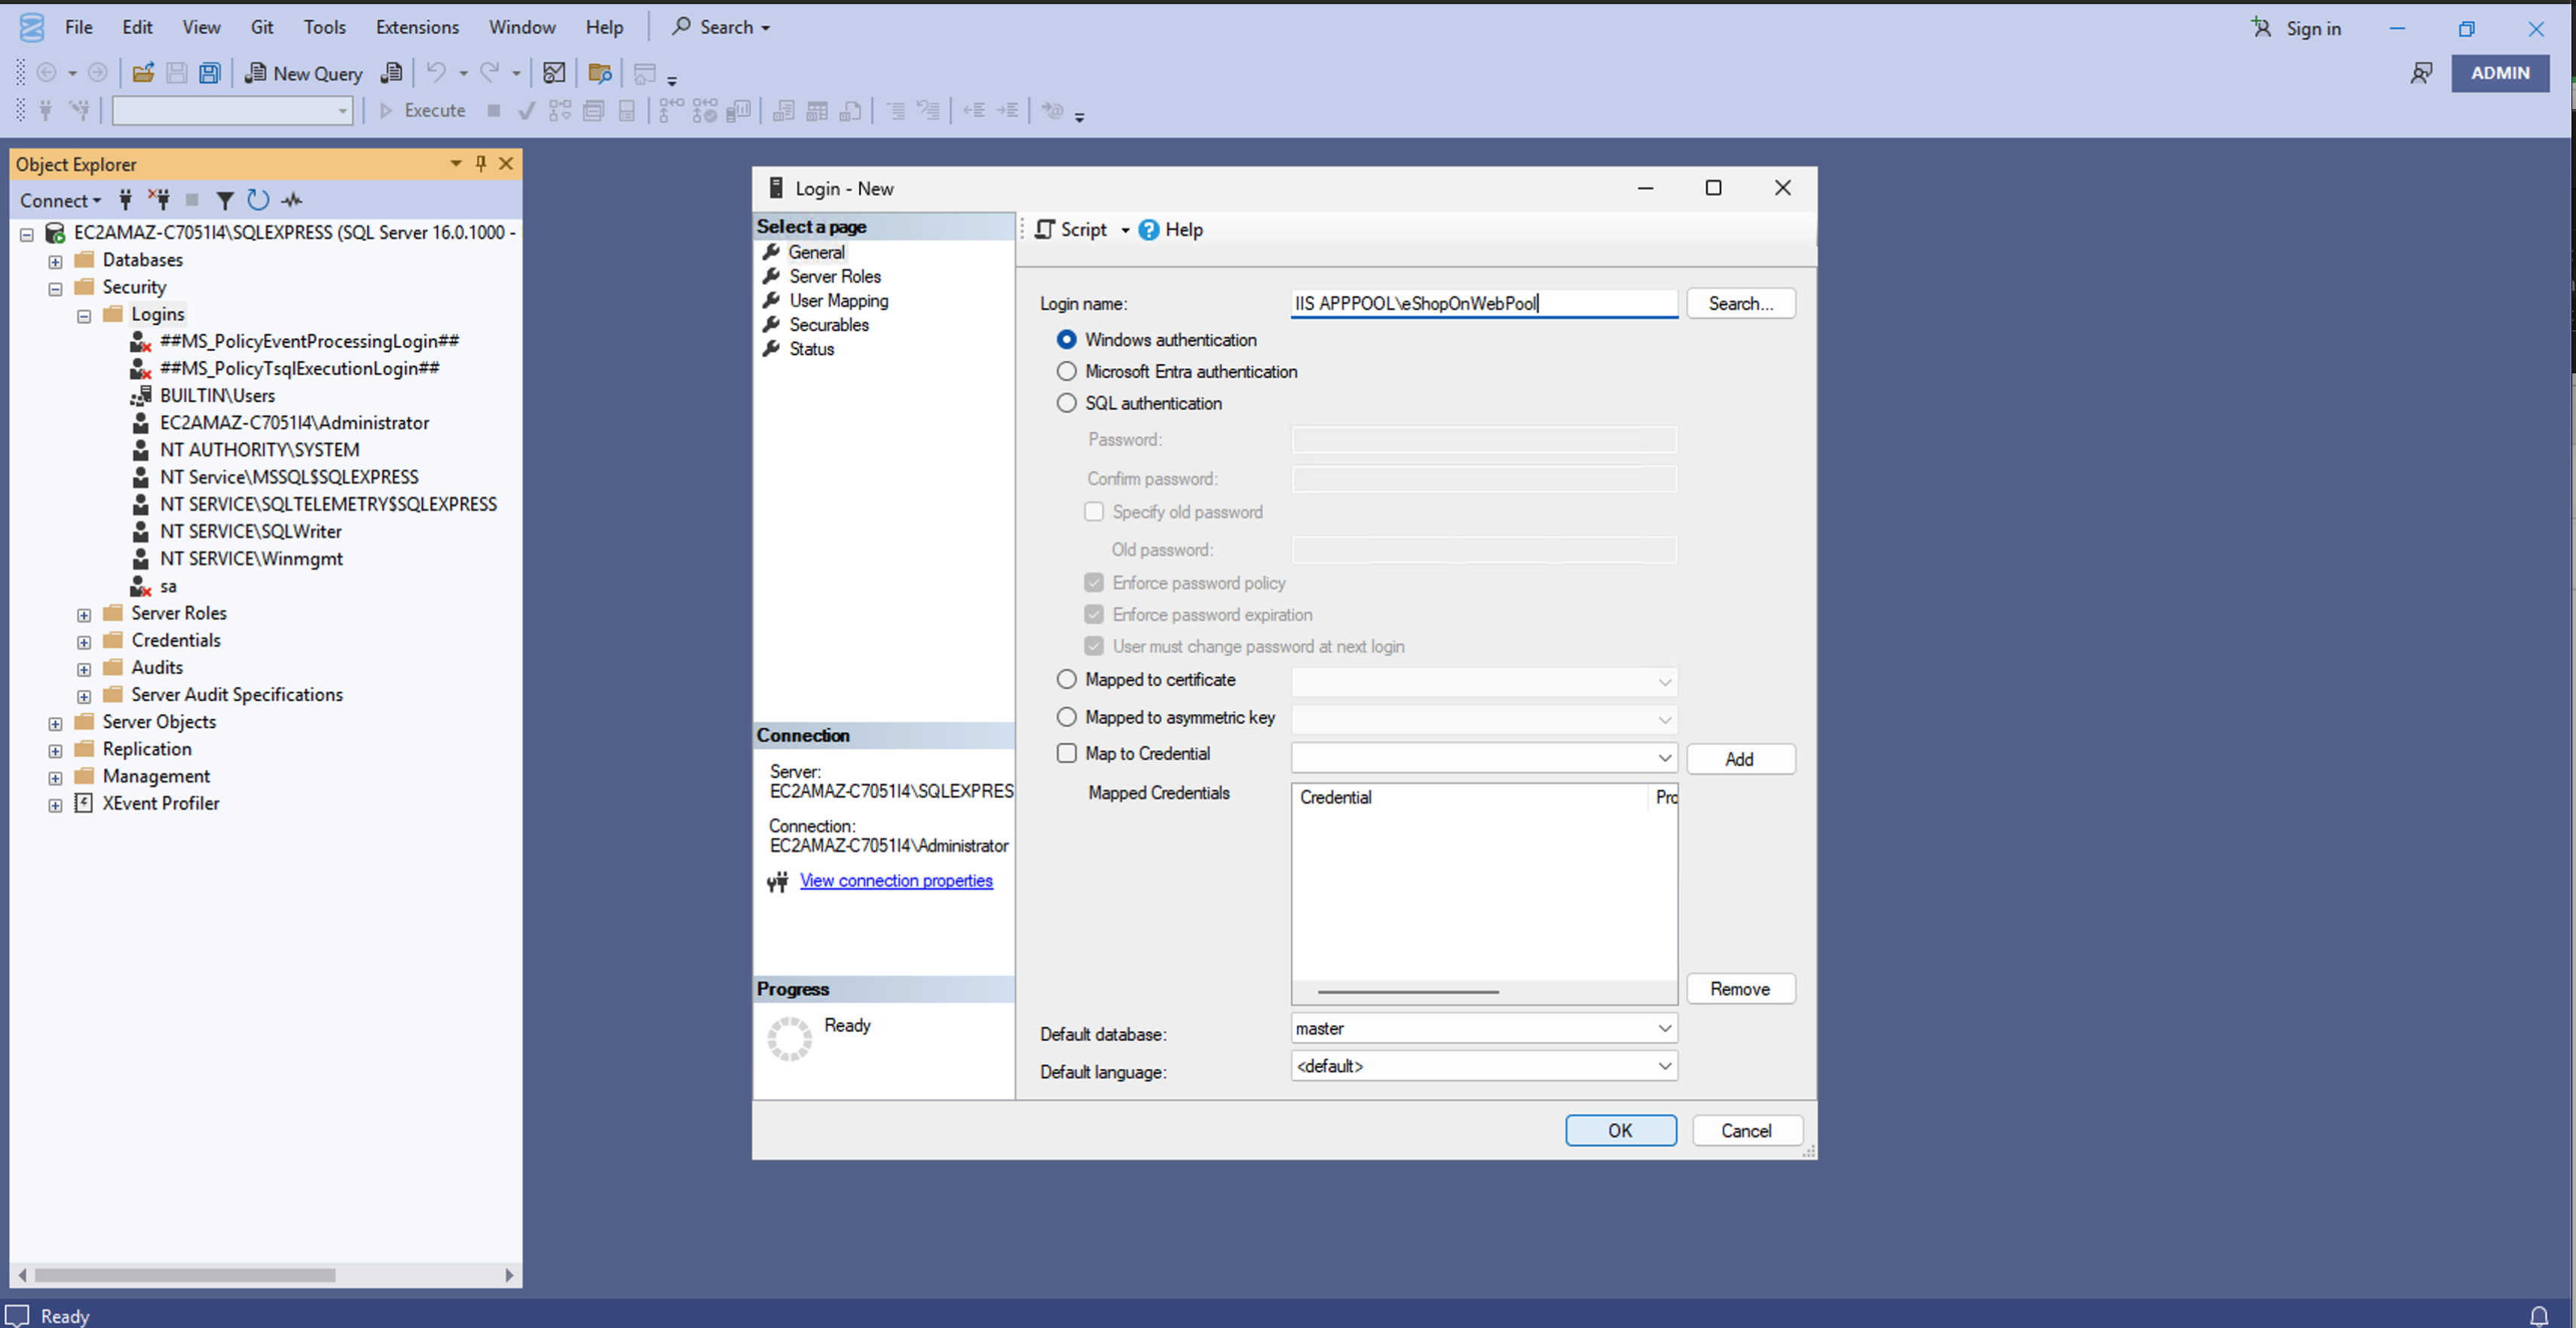 File Edit View Git Tools Extensions Window Help Search Sign in
New Query ADMIN
Execute
Object Explorer
Connect
EC2AMAZ-C7051I4\SQLEXPRESS (SQL Server 16.0.1000 -
Databases
Security
Logins
##MS_PolicyEventProcessingLogin##
##MS_PolicyTsqlExecutionLogin##
BUILTIN\Users
EC2AMAZ-C7051I4\Administrator
NT AUTHORITY\SYSTEM
NT Service\MSSQL$SQLEXPRESS
NT SERVICE\SQLTELEMETRY$SQLEXPRESS
NT SERVICE\SQLWriter
NT SERVICE\Winmgmt
sa
Server Roles
Credentials
Audits
Server Audit Specifications
Server Objects
Replication
Management
XEvent Profiler
Login - New
Select a page
General
Server Roles
User Mapping
Securables
Status
Connection
Server:
EC2AMAZ-C7051I4\SQLEXPRES
Connection:
EC2AMAZ-C7051I4\Administrator
View connection properties
Progress
Ready
Script Help
Login name: IIS APPPOOL\eShopOnWebPool Search...
Windows authentication
Microsoft Entra authentication
SQL authentication
Password:
Confirm password:
Specify old password
Old password:
Enforce password policy
Enforce password expiration
User must change password at next login
Mapped to certificate
Mapped to asymmetric key
Map to Credential Add
Mapped Credentials Credential Pro
Remove
Default database: master
Default language: <default>
OK Cancel
Ready